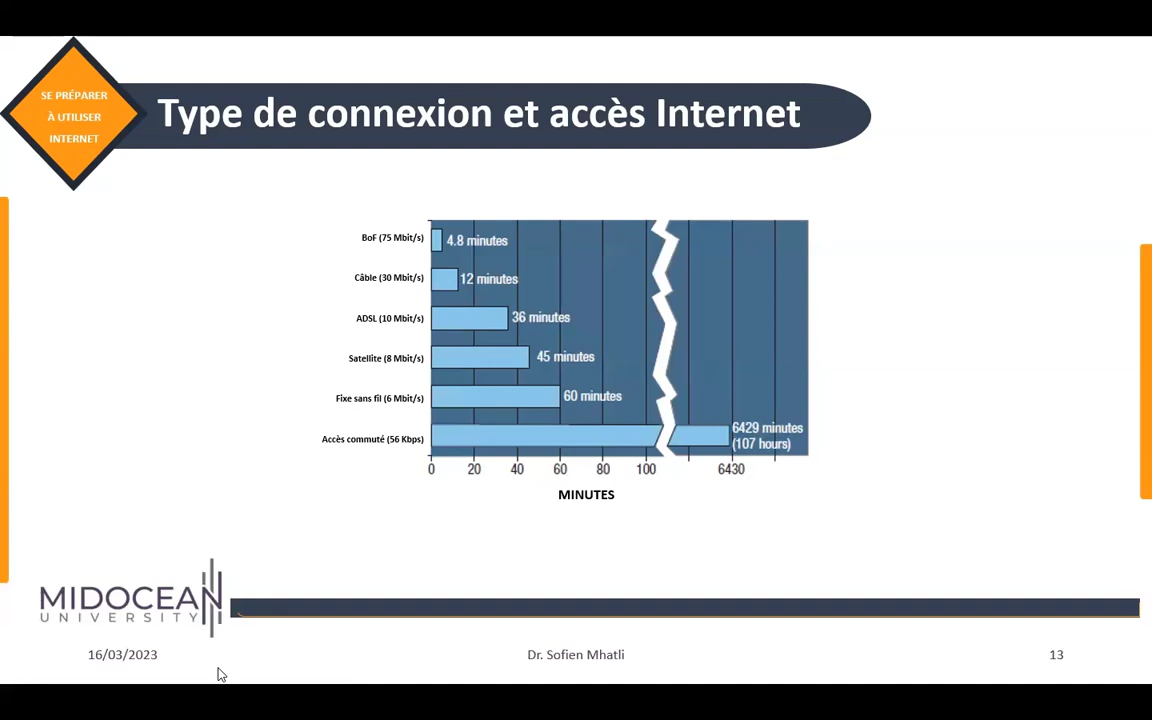 SE PRÉPARER
À UTILISER
INTERNET
Type de connexion et accès Internet
BoF (75 Mbit/s)
4.8 minutes
Câble (30 Mbit/s)
12 minutes
ADSL (10 Mbit/s)
36 minutes
Satellite (8 Mbit/s)
45 minutes
Fixe sans fil (6 Mbit/s)
60 minutes
Accès commuté (56 Kbps)
6429 minutes
(107 hours)
0 20 40 60 80 100 6430
MINUTES
MIDOCEAN
UNIVERSITY
16/03/2023 Dr. Sofien Mhatli 13